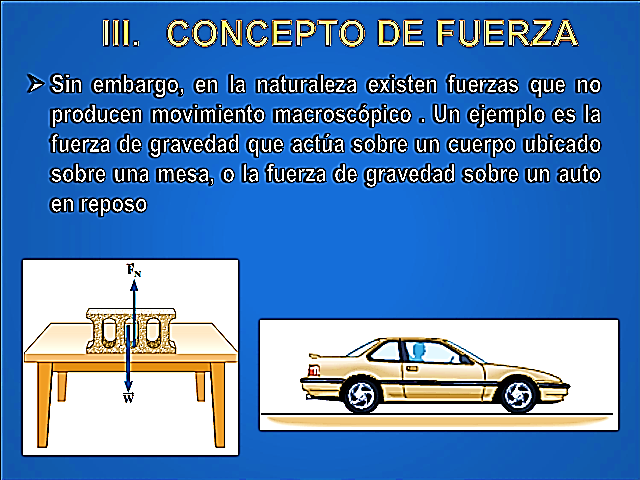 III. CONCEPTO DE FUERZA
Sin embargo, en la naturaleza existen fuerzas que no
producen movimiento macroscópico . Un ejemplo es la
fuerza de gravedad que actúa sobre un cuerpo ubicado
sobre una mesa, o la fuerza de gravedad sobre un auto
en reposo
F_N
W